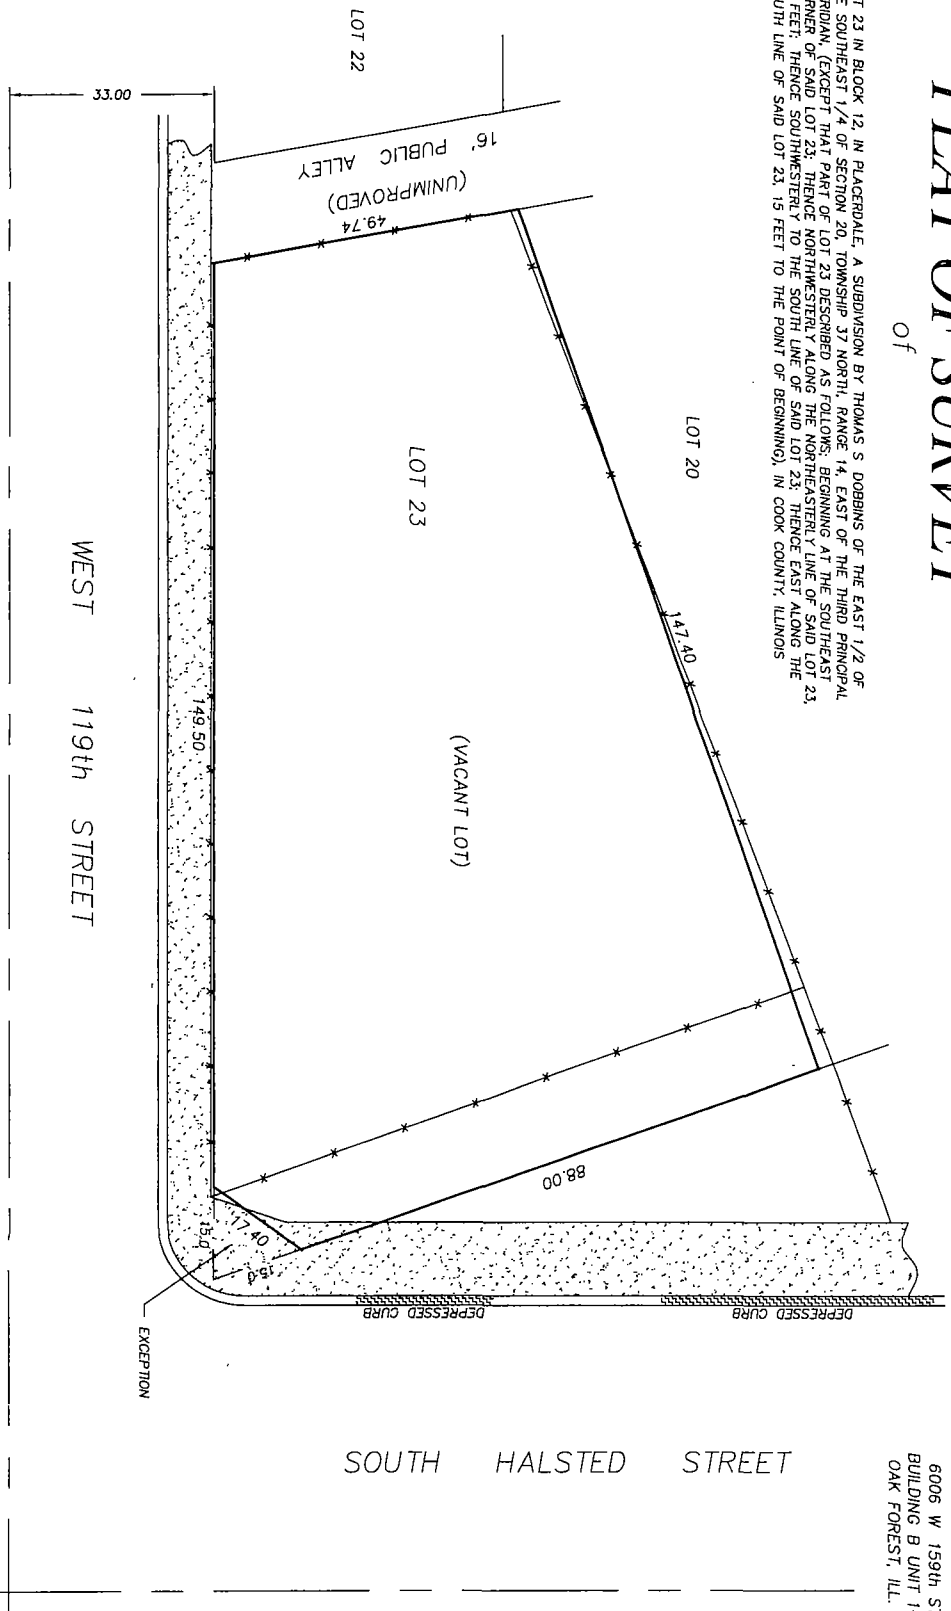 PLAT OF SURVEY
of
LOT 23 IN BLOCK 12, IN PLACERDALE, A SUBDIVISION BY THOMAS S DOBBINS OF THE EAST 1/2 OF
THE SOUTHEAST 1/4 OF SECTION 20, TOWNSHIP 37 NORTH, RANGE 14, EAST OF THE THIRD PRINCIPAL
MERIDIAN, (EXCEPT THAT PART OF LOT 23 DESCRIBED AS FOLLOWS; BEGINNING AT THE SOUTHEAST
CORNER OF SAID LOT 23; THENCE NORTHWESTERLY ALONG THE NORTHEASTERLY LINE OF SAID LOT 23,
FEET; THENCE SOUTHWESTERLY TO THE SOUTH LINE OF SAID LOT 23; THENCE EAST ALONG THE
SOUTH LINE OF SAID LOT 23, 15 FEET TO THE POINT OF BEGINNING), IN COOK COUNTY, ILLINOIS
6006 W 159th ST
BUILDING B UNIT 1-
OAK FOREST, ILL.
LOT 20
147.40
LOT 22
16' PUBLIC ALLEY
(UNIMPROVED)
49.74
LOT 23
(VACANT LOT)
88.00
149.50
17.40
15.0
15.0
33.00
EXCEPTION
DEPRESSED CURB
DEPRESSED CURB
WEST 119th STREET
SOUTH HALSTED STREET